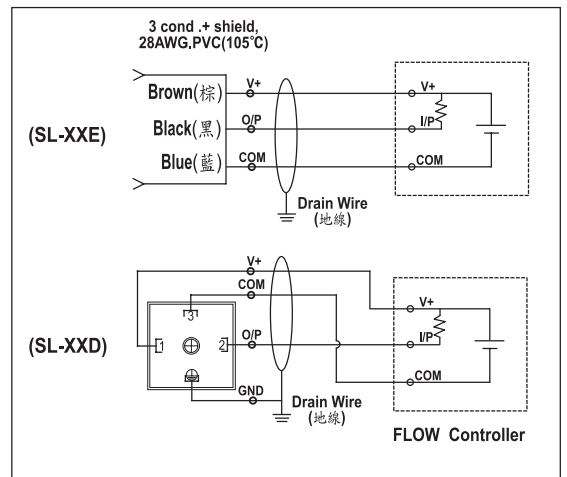 3 cond .+ shield,
28AWG.PVC(105°C)
Brown(棕)
V+
V+
Black(黑)
O/P
I/P
(SL-XXE)
Blue(藍)
COM
COM
Drain Wire
(地線)
V+
COM
V+
3
(SL-XXD)
1
2
O/P
I/P
COM
GND
Drain Wire
(地線)
FLOW Controller